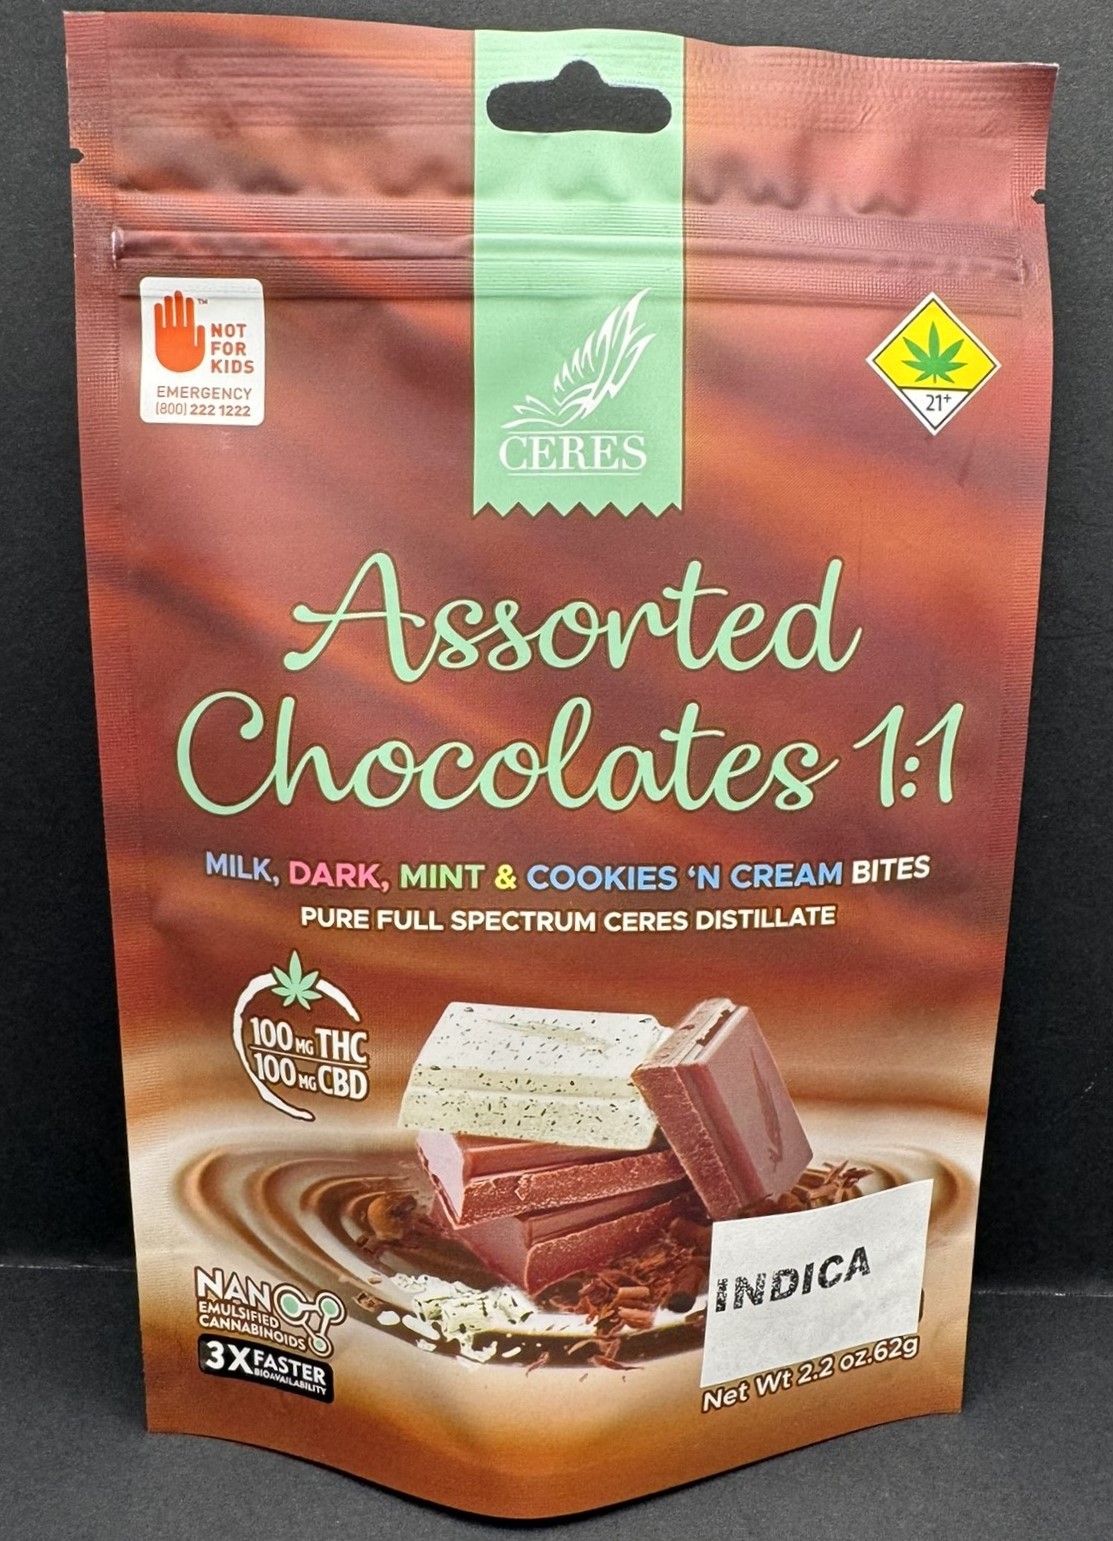 NOT
FOR
KIDS
™
EMERGENCY
(800) 222 1222
CERES
21+
Assorted
Chocolates 1:1
MILK, DARK, MINT & COOKIES ‘N CREAM BITES
PURE FULL SPECTRUM CERES DISTILLATE
100 MG THC
100 MG CBD
INDICA
NANO
EMULSIFIED
CANNABINOIDS
3X FASTER
BIOAVAILABILITY
Net Wt 2.2 oz.62g